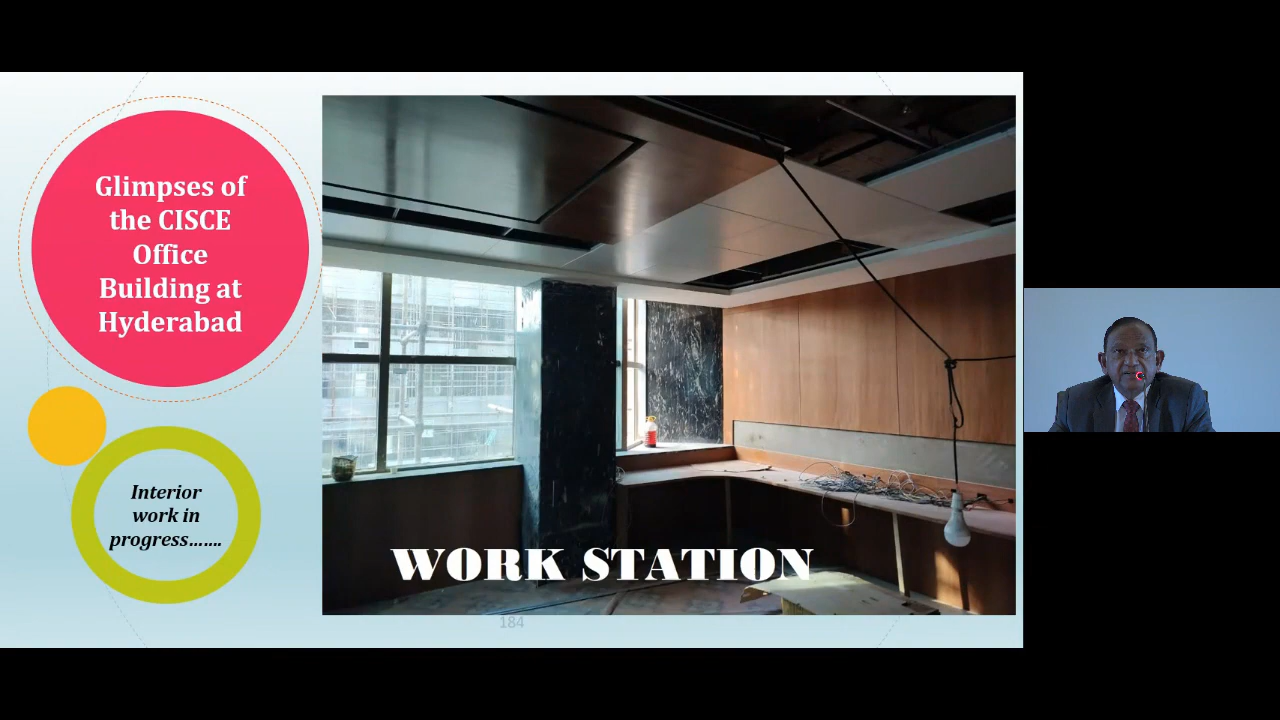 Glimpses of
the CISCE
Office
Building at
Hyderabad
Interior
work in
progress.......
WORK STATION
184